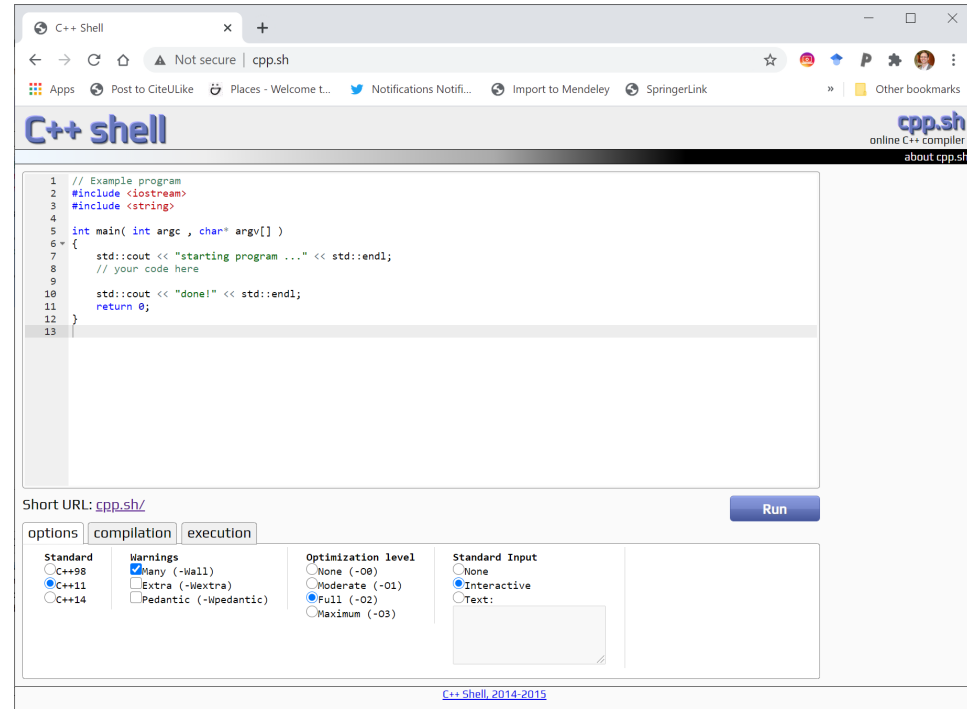 C++ Shell
Not secure | cpp.sh
Apps Post to CiteULike Places - Welcome t... Notifications Notifi... Import to Mendeley SpringerLink » Other bookmarks
C++ shell
cpp.sh
online C++ compiler
about cpp.sh
1 // Example program
2 #include <iostream>
3 #include <string>
4
5 int main( int argc , char* argv[] )
6 {
7 std::cout << "starting program ..." << std::endl;
8 // your code here
9
10 std::cout << "done!" << std::endl;
11 return 0;
12 }
13
Short URL: cpp.sh/
Run
options compilation execution
Standard Warnings Optimization level Standard Input
C++98 Many (-Wall) None (-O0) None
C++11 Extra (-Wextra) Moderate (-O1) Interactive
C++14 Pedantic (-Wpedantic) Full (-O2) Text:
Maximum (-O3)
C++ Shell, 2014-2015